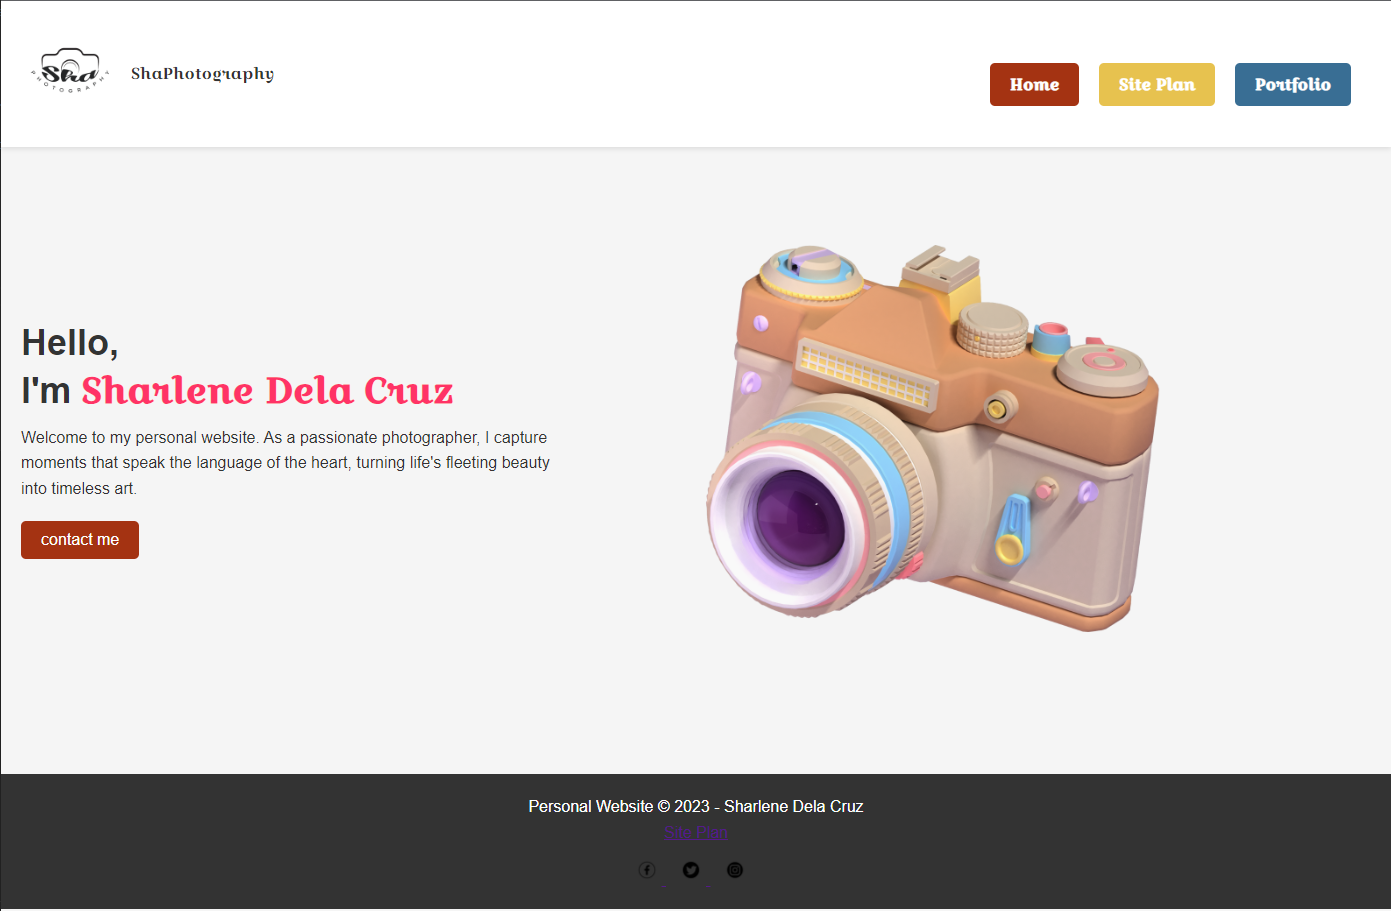 Sha
PHOTOGRAPHY
ShaPhotography
Home
Site Plan
Portfolio
Hello,
I'm Sharlene Dela Cruz
Welcome to my personal website. As a passionate photographer, I capture
moments that speak the language of the heart, turning life's fleeting beauty
into timeless art.
contact me
Personal Website © 2023 - Sharlene Dela Cruz
Site Plan